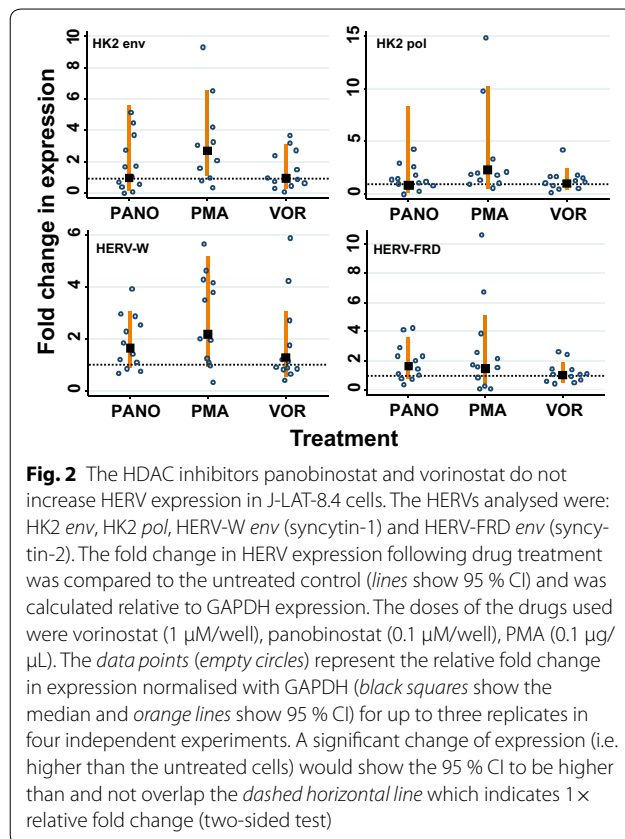 HK2 env
HK2 pol
Fold change in expression
10
8
6
4
2
0
PANO PMA VOR
15
10
5
0
PANO PMA VOR
HERV-W
HERV-FRD
6
4
2
0
PANO PMA VOR
10
8
6
4
2
0
PANO PMA VOR
Treatment
Fig. 2 The HDAC inhibitors panobinostat and vorinostat do not
increase HERV expression in J-LAT-8.4 cells. The HERVs analysed were:
HK2 env, HK2 pol, HERV-W env (syncytin-1) and HERV-FRD env (syncy-
tin-2). The fold change in HERV expression following drug treatment
was compared to the untreated control (lines show 95 % CI) and was
calculated relative to GAPDH expression. The doses of the drugs used
were vorinostat (1 µM/well), panobinostat (0.1 µM/well), PMA (0.1 µg/
µL). The data points (empty circles) represent the relative fold change
in expression normalised with GAPDH (black squares show the
median and orange lines show 95 % CI) for up to three replicates in
four independent experiments. A significant change of expression (i.e.
higher than the untreated cells) would show the 95 % CI to be higher
than and not overlap the dashed horizontal line which indicates 1×
relative fold change (two-sided test)